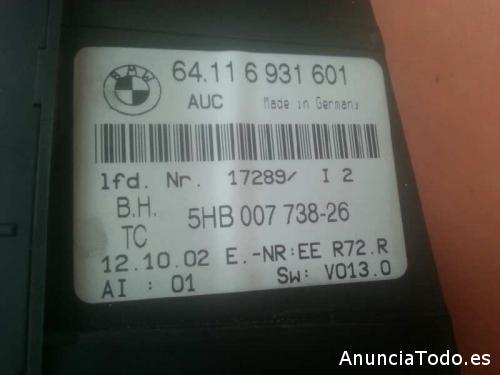 BMW
64.11 6 931 601
AUC Made in Germany
lfd. Nr. 17289/ I 2
B.H. 5HB 007 738-26
TC
12.10.02 E.-NR:EE R72.R
AI : 01 SW: V013.0
AnunciaTodo.es